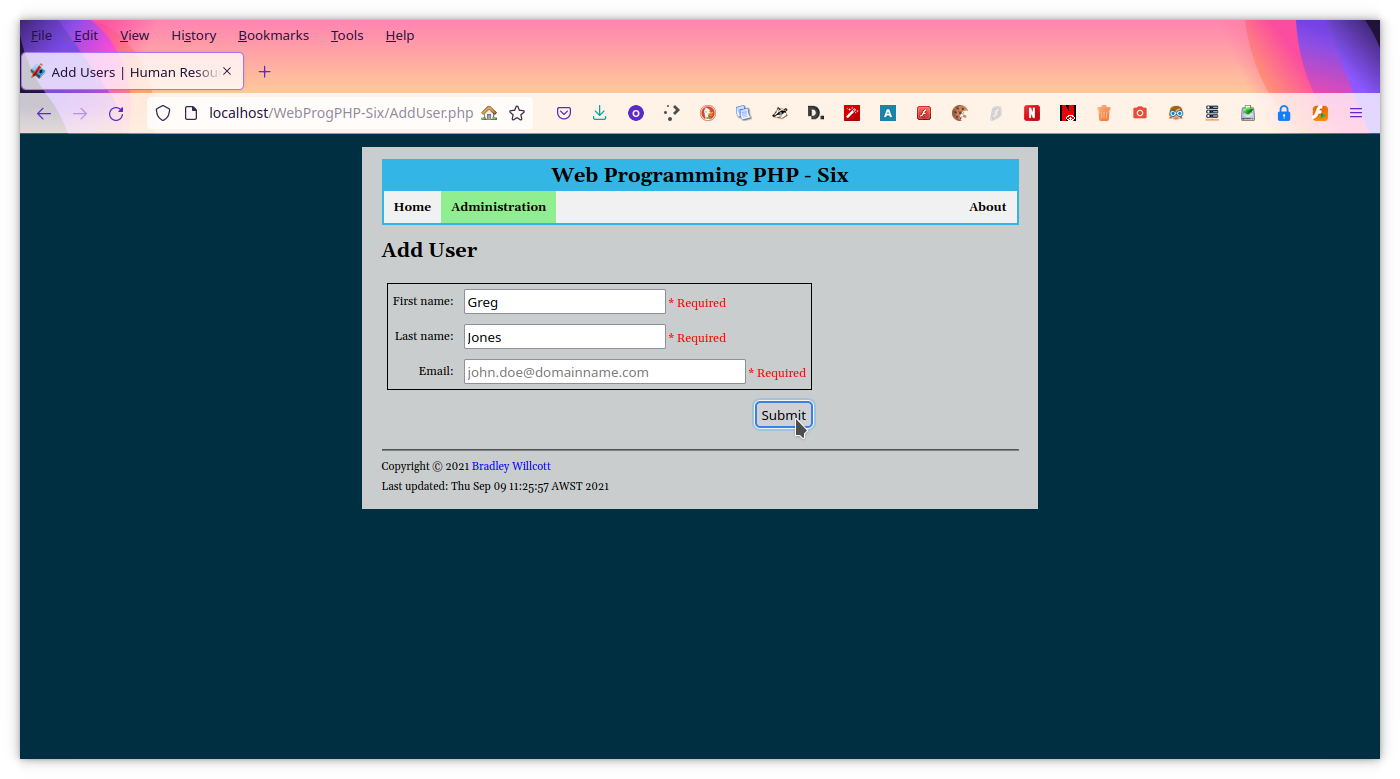 File Edit View History Bookmarks Tools Help
Add Users | Human Resou
localhost/WebProgPHP-Six/AddUser.php
Web Programming PHP - Six
Home Administration About
Add User
First name: Greg * Required
Last name: Jones * Required
Email: john.doe@domainname.com * Required
Submit
Copyright © 2021 Bradley Willcott
Last updated: Thu Sep 09 11:25:57 AWST 2021